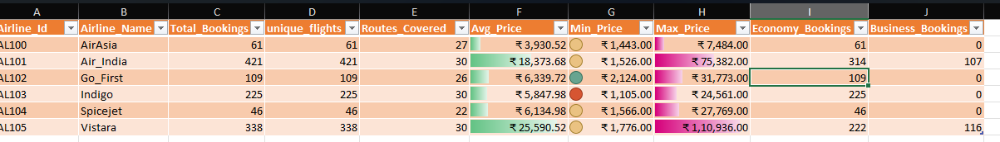 A B C D E F G H I J
Airline_Id Airline_Name Total_Bookings unique_flights Routes_Covered Avg_Price Min_Price Max_Price Economy_Bookings Business_Bookings
AL100 AirAsia 61 61 27 ₹ 3,930.52 ₹ 1,443.00 ₹ 7,484.00 61 0
AL101 Air_India 421 421 30 ₹ 18,373.68 ₹ 1,526.00 ₹ 75,382.00 314 107
AL102 Go_First 109 109 26 ₹ 6,339.72 ₹ 2,124.00 ₹ 31,773.00 109 0
AL103 Indigo 225 225 30 ₹ 5,847.98 ₹ 1,105.00 ₹ 24,561.00 225 0
AL104 Spicejet 46 46 22 ₹ 6,134.98 ₹ 1,566.00 ₹ 27,769.00 46 0
AL105 Vistara 338 338 30 ₹ 25,590.52 ₹ 1,776.00 ₹ 1,10,936.00 222 116